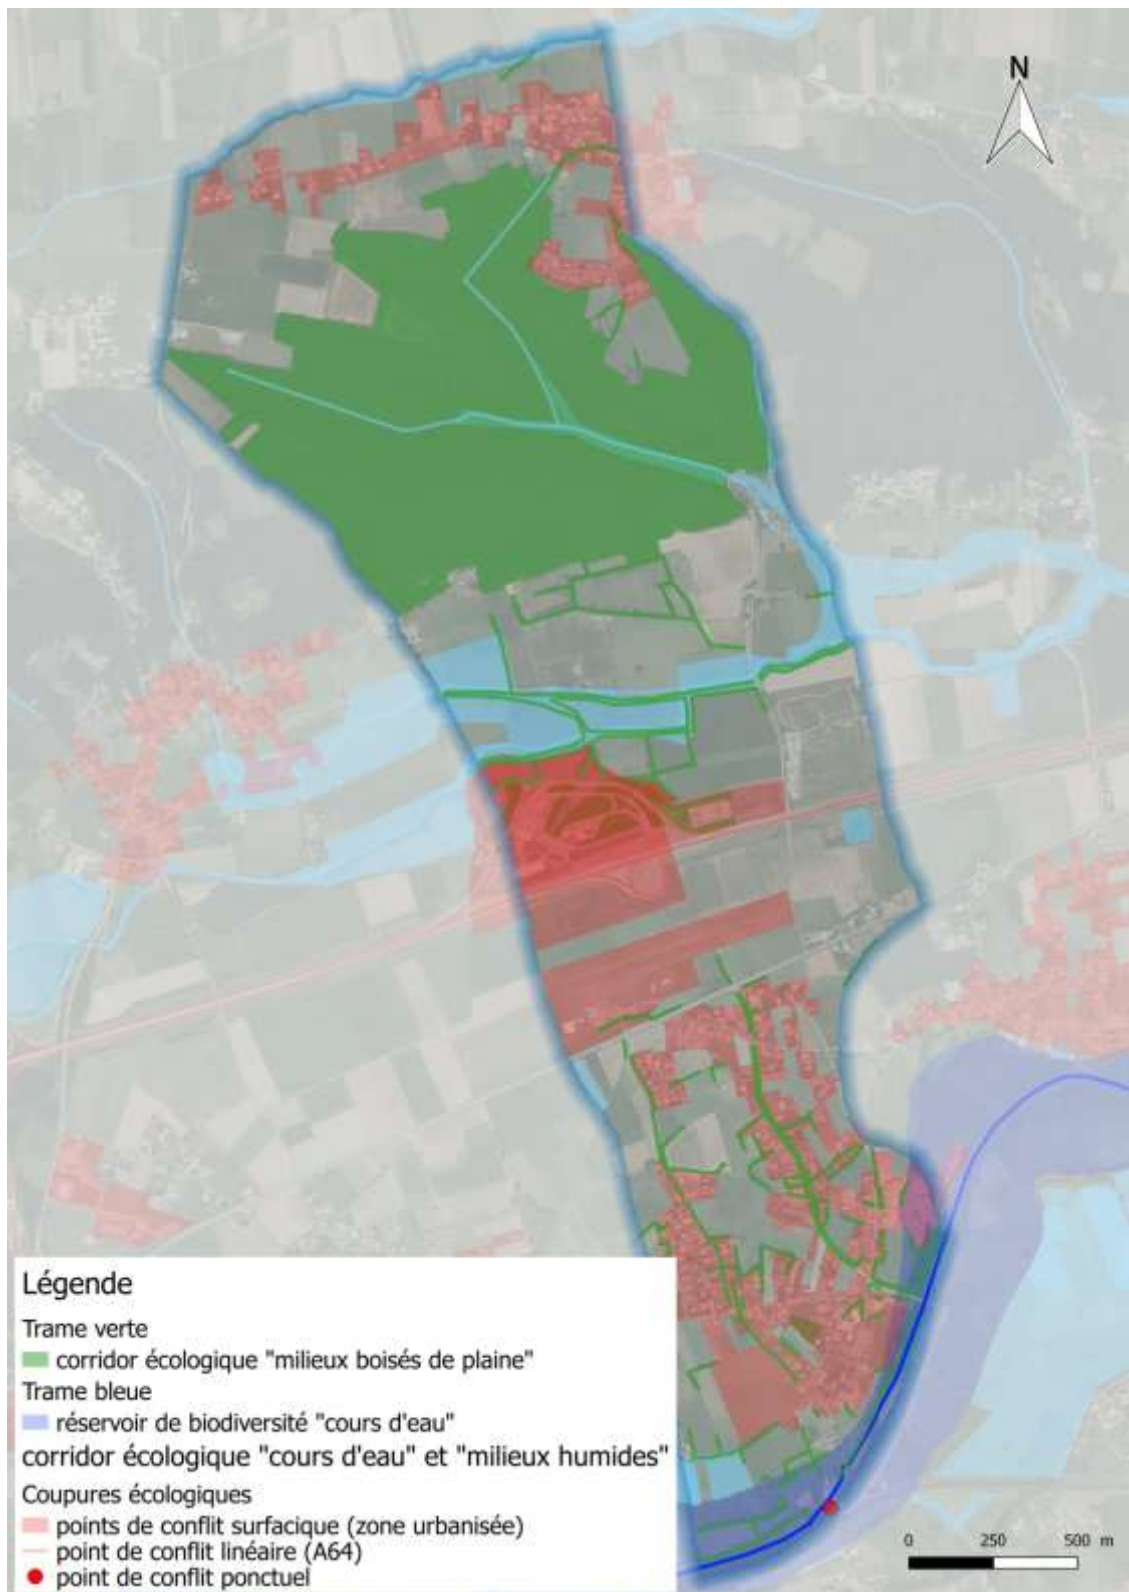 N
Légende
Trame verte
corridor écologique "milieux boisés de plaine"
Trame bleue
réservoir de biodiversité "cours d'eau"
corridor écologique "cours d'eau" et "milieux humides"
Coupures écologiques
points de conflit surfacique (zone urbanisée)
point de conflit linéaire (A64)
point de conflit ponctuel
0 250 500 m